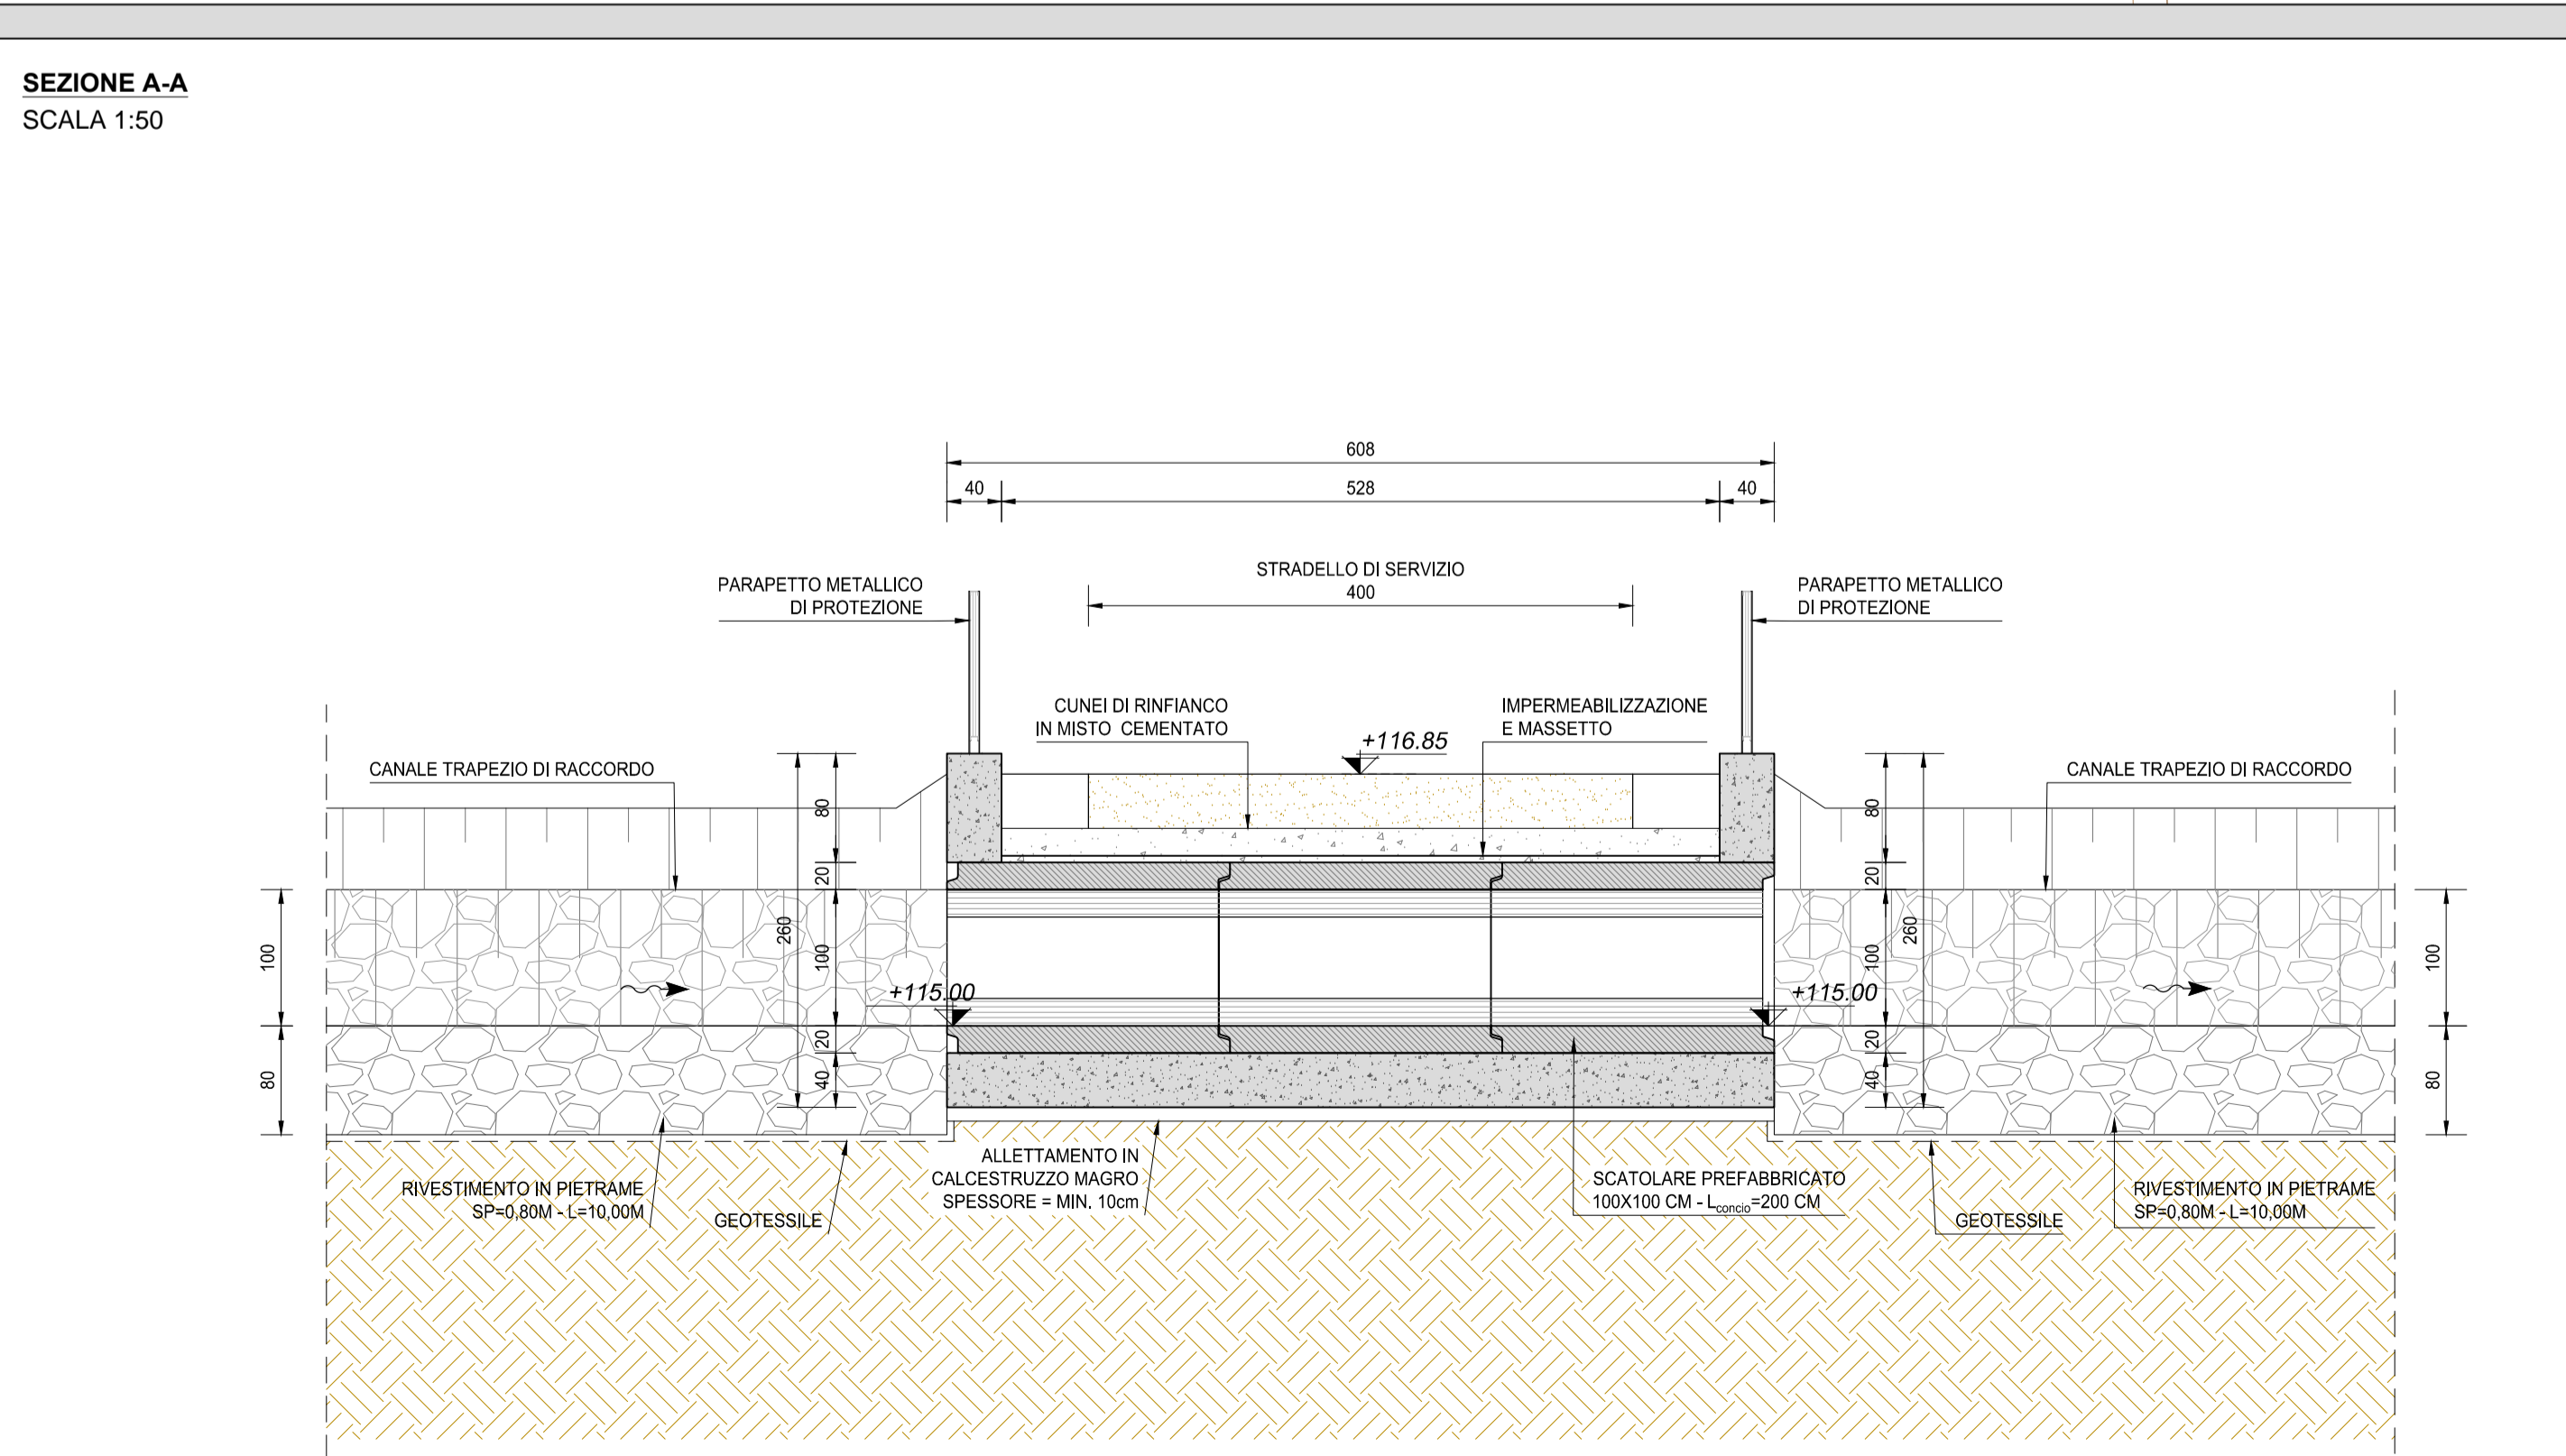 SEZIONE A-A
SCALA 1:50
608
40
528
40
STRADELLO DI SERVIZIO
400
PARAPETTO METALLICO
DI PROTEZIONE
PARAPETTO METALLICO
DI PROTEZIONE
CUNEI DI RINFIANCO
IN MISTO CEMENTATO
IMPERMEABILIZZAZIONE
E MASSETTO
+116.85
CANALE TRAPEZIO DI RACCORDO
CANALE TRAPEZIO DI RACCORDO
80
20
100
20
40
260
100
80
80
20
100
20
40
260
100
80
+115.00
+115.00
ALLETTAMENTO IN
CALCESTRUZZO MAGRO
SPESSORE = MIN. 10cm
SCATOLARE PREFABBRICATO
100X100 CM - Lconcio=200 CM
RIVESTIMENTO IN PIETRAME
SP=0,80M - L=10,00M
GEOTESSILE
GEOTESSILE
RIVESTIMENTO IN PIETRAME
SP=0,80M - L=10,00M